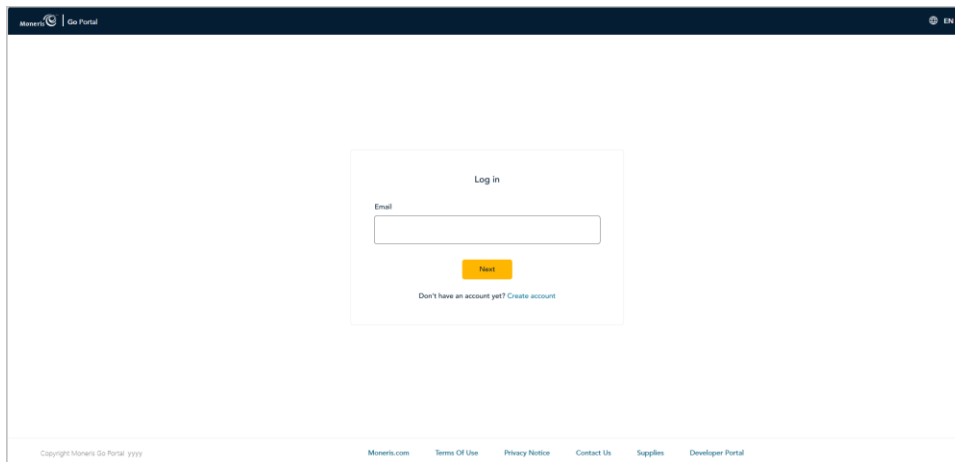 Moneris Go Portal EN
Log in
Email
Next
Don't have an account yet? Create account
Copyright Moneris Go Portal yyyy Moneris.com Terms Of Use Privacy Notice Contact Us Supplies Developer Portal